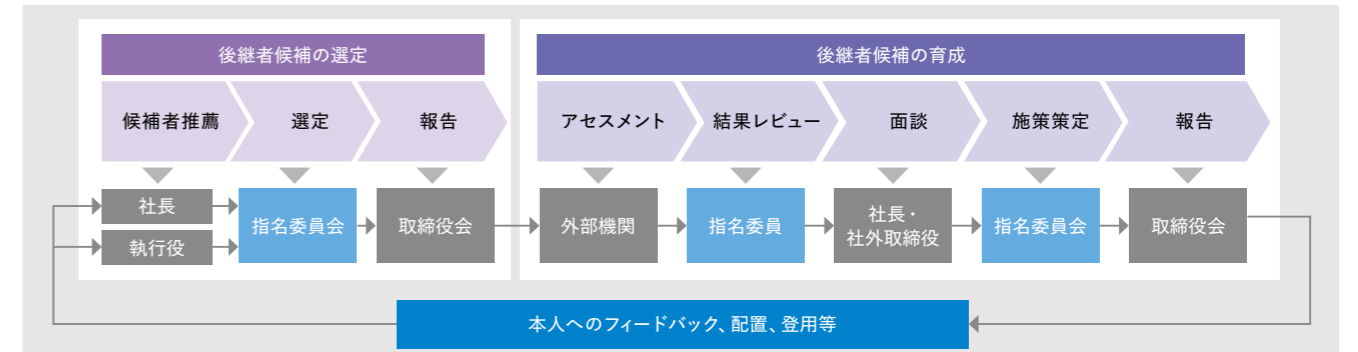 後継者候補の選定
後継者候補の育成
候補者推薦
選定
報告
アセスメント
結果レビュー
面談
施策策定
報告
社長
執行役
指名委員会
取締役会
外部機関
指名委員
社長・
社外取締役
指名委員会
取締役会
本人へのフィードバック、配置、登用等